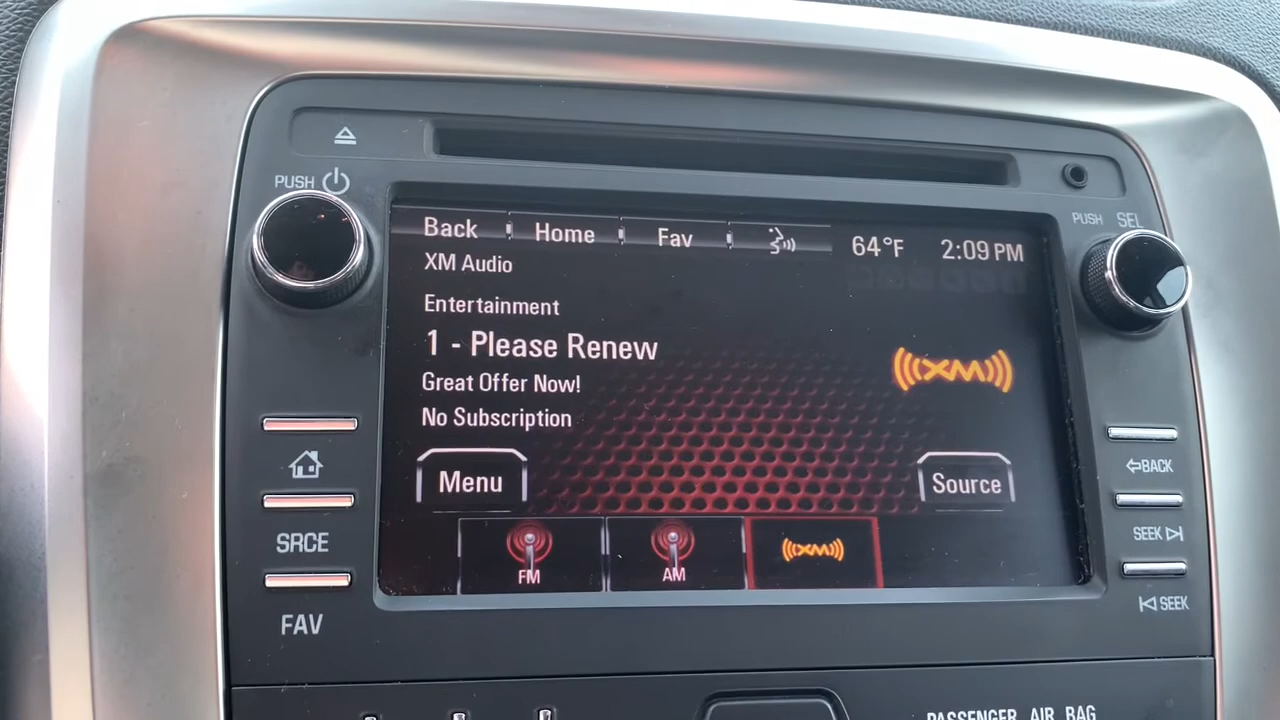 PUSH
PUSH SEL
Back Home Fav 64°F 2:09 PM
XM Audio
Entertainment
1 - Please Renew
((XM))
Great Offer Now!
No Subscription
Menu Source
FM AM ((XM))
SRCE
FAV
BACK
SEEK
SEEK
PASSENGER AIR BAG